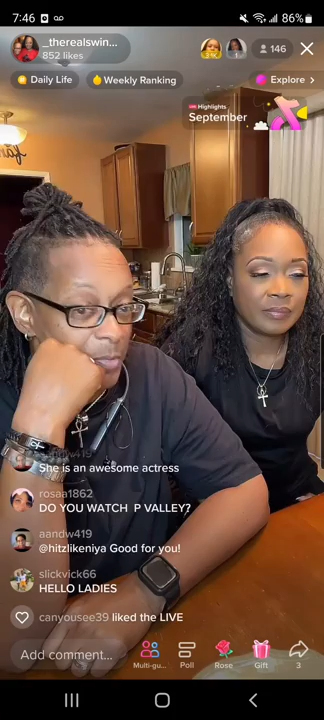 7:46
86%
_therealswin...
852 likes
146
Daily Life
Weekly Ranking
Explore >
LIVE Highlights
September
She is an awesome actress
rosaa1862
DO YOU WATCH P VALLEY?
aandw419
@hitzlikeniya Good for you!
slickvick66
HELLO LADIES
canyousee39 liked the LIVE
Add comment...
Multi-gu...
Poll
Rose
Gift
3